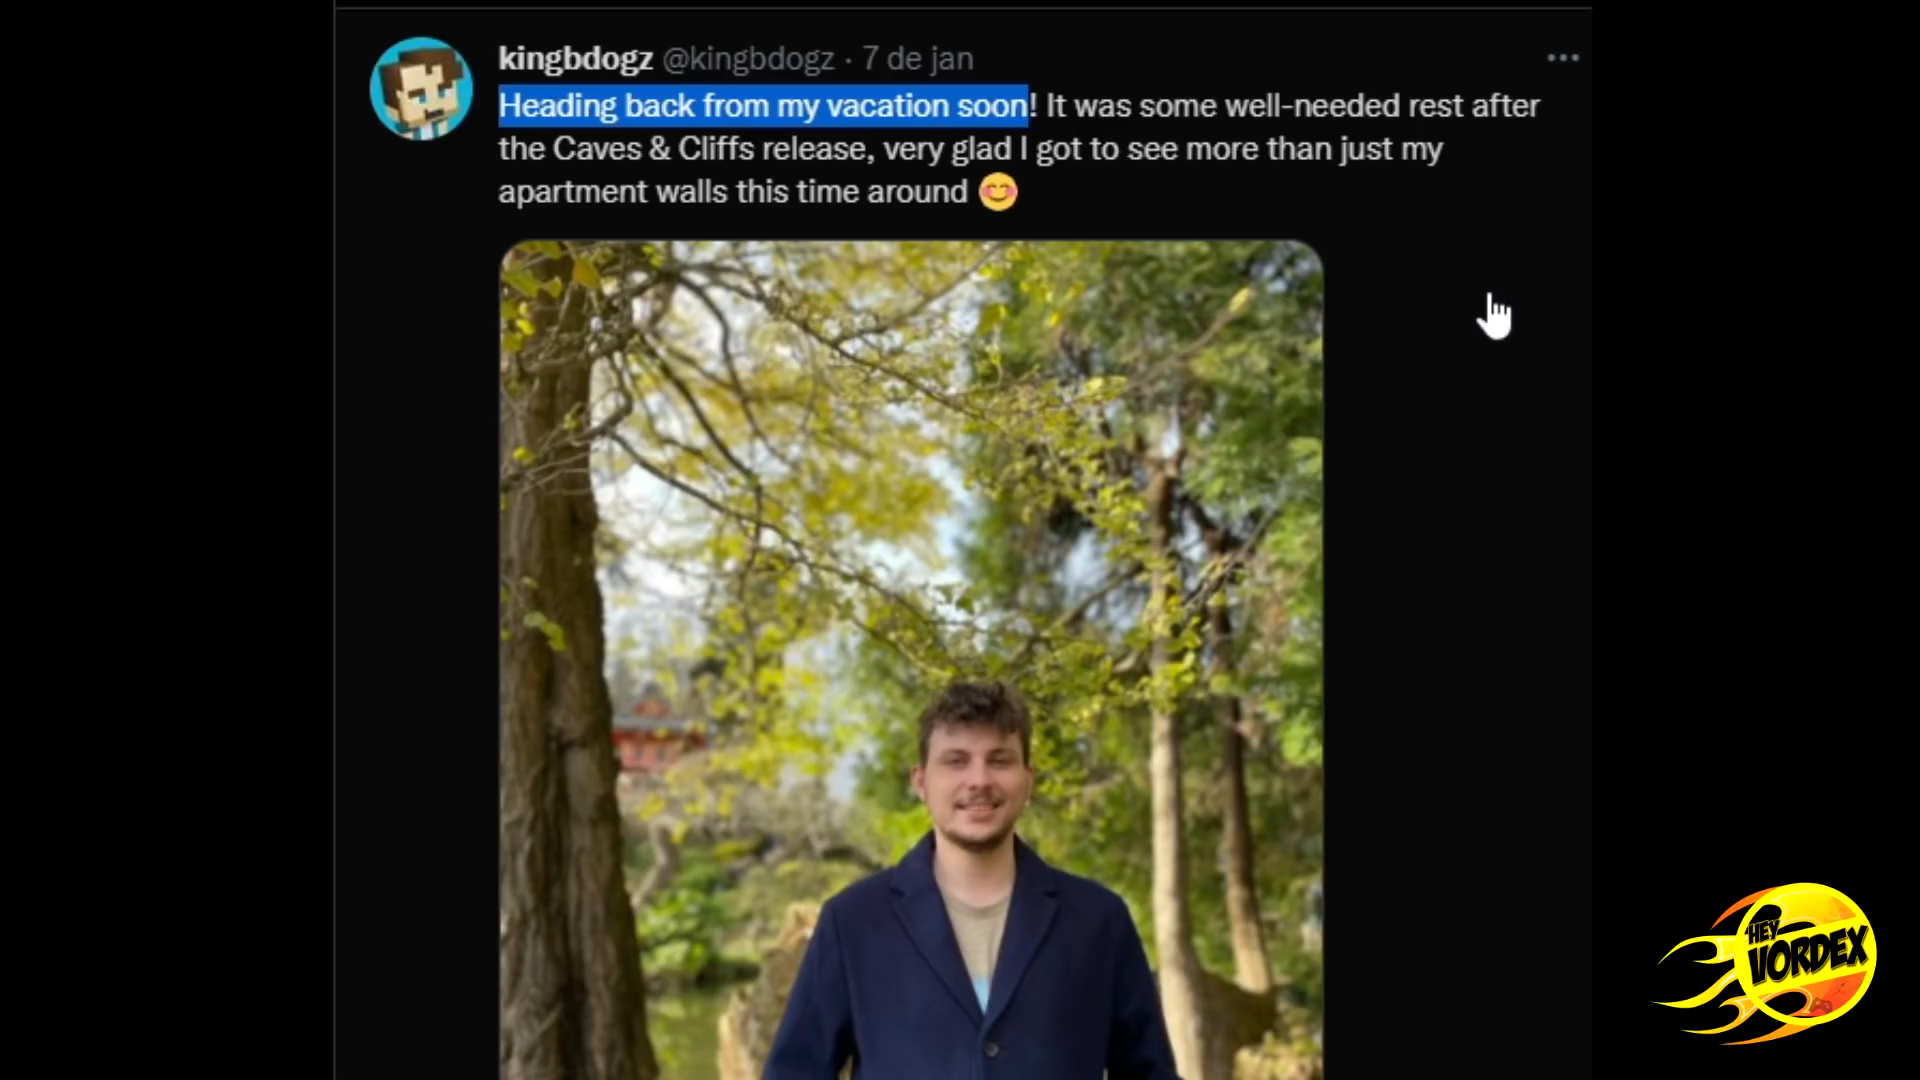 kingbdogz @kingbdogz · 7 de jan
Heading back from my vacation soon! It was some well-needed rest after
the Caves & Cliffs release, very glad I got to see more than just my
apartment walls this time around 😊
HEY
VORDEX